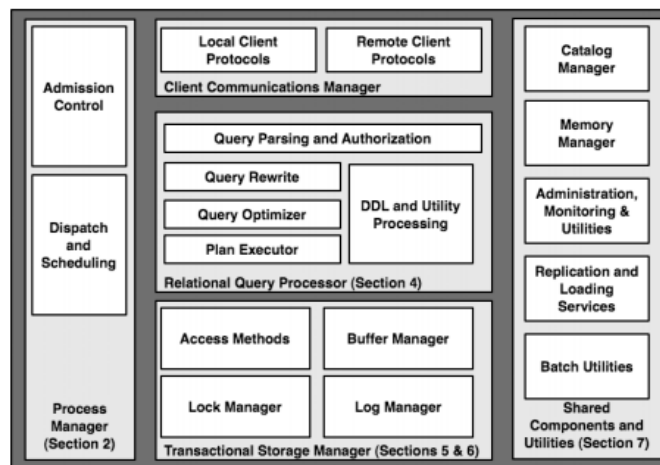 Admission
Control
Dispatch
and
Scheduling
Process
Manager
(Section 2)
Local Client
Protocols
Remote Client
Protocols
Client Communications Manager
Query Parsing and Authorization
Query Rewrite
Query Optimizer
Plan Executor
DDL and Utility
Processing
Relational Query Processor (Section 4)
Access Methods
Buffer Manager
Lock Manager
Log Manager
Transactional Storage Manager (Sections 5 & 6)
Catalog
Manager
Memory
Manager
Administration,
Monitoring &
Utilities
Replication and
Loading
Services
Batch Utilities
Shared
Components and
Utilities (Section 7)